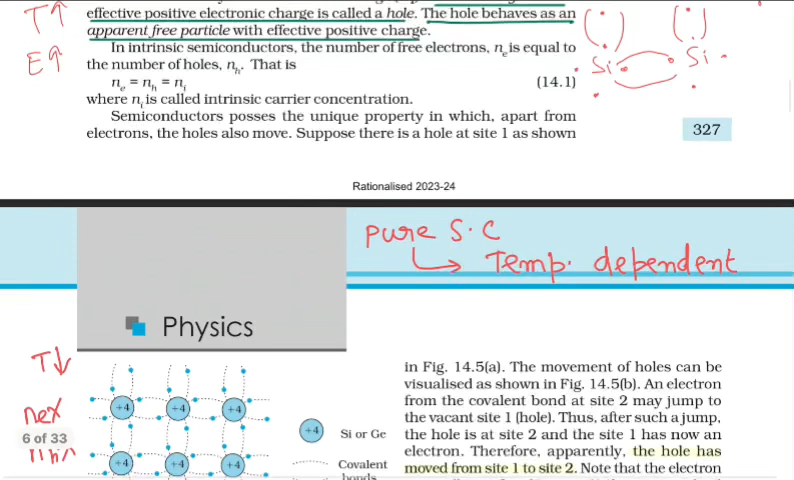 effective positive electronic charge is called a hole. The hole behaves as an
apparent free particle with effective positive charge.
In intrinsic semiconductors, the number of free electrons, ne is equal to
the number of holes, nh. That is
ne = nh = ni (14.1)
where ni is called intrinsic carrier concentration.
Semiconductors posses the unique property in which, apart from
electrons, the holes also move. Suppose there is a hole at site 1 as shown
T↑
E↑
Si Si
327
Rationalised 2023-24
Pure S.C
Temp. dependent
Physics
T↓
6 of 33
+4 +4 +4
+4 +4 +4
+4 Si or Ge
Covalent
bonds
in Fig. 14.5(a). The movement of holes can be
visualised as shown in Fig. 14.5(b). An electron
from the covalent bond at site 2 may jump to
the vacant site 1 (hole). Thus, after such a jump,
the hole is at site 2 and the site 1 has now an
electron. Therefore, apparently, the hole has
moved from site 1 to site 2. Note that the electron